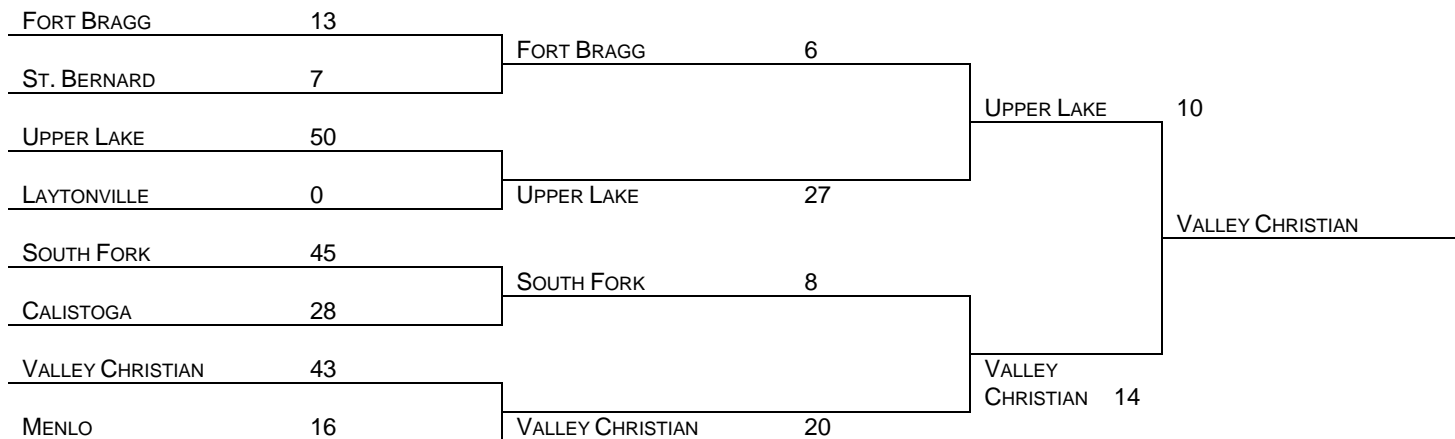 FORT BRAGG 13
ST. BERNARD 7
UPPER LAKE 50
LAYTONVILLE 0
SOUTH FORK 45
CALISTOGA 28
VALLEY CHRISTIAN 43
MENLO 16
FORT BRAGG 6
UPPER LAKE 27
SOUTH FORK 8
VALLEY CHRISTIAN 20
UPPER LAKE 10
VALLEY
CHRISTIAN 14
VALLEY CHRISTIAN